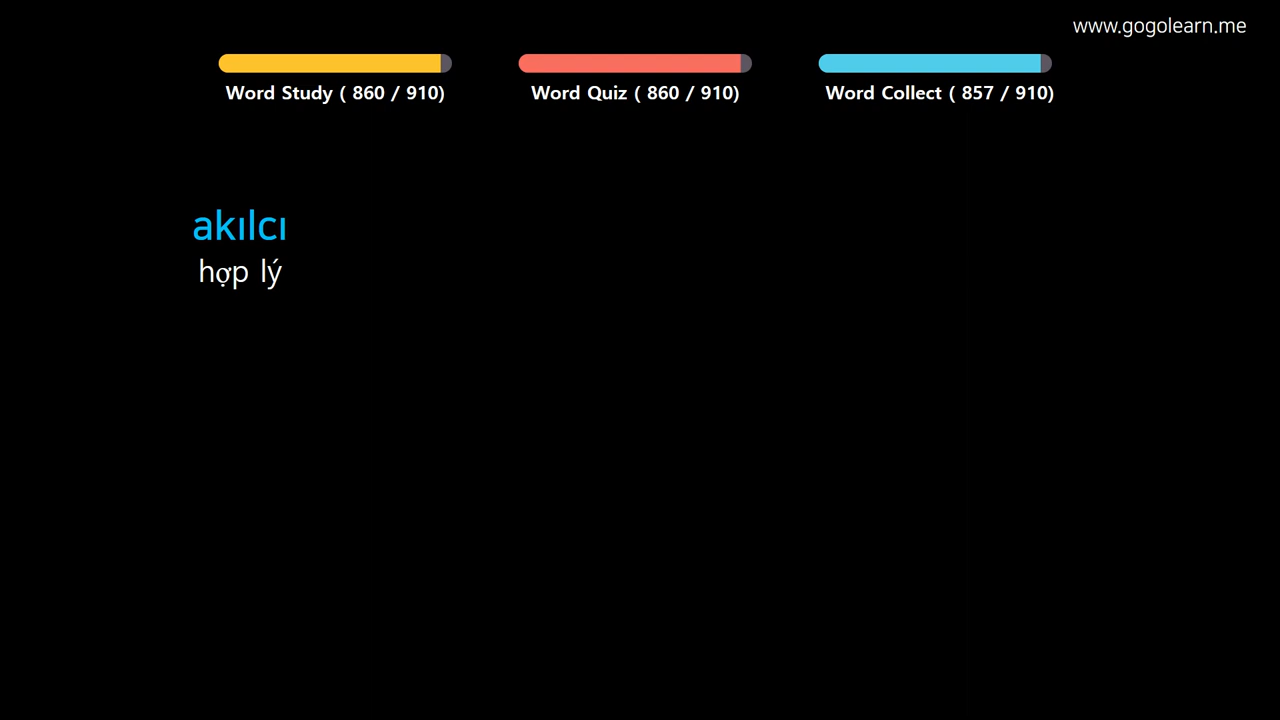 www.gogolearn.me
Word Study ( 860 / 910)
Word Quiz ( 860 / 910)
Word Collect ( 857 / 910)
akılcı
hợp lý